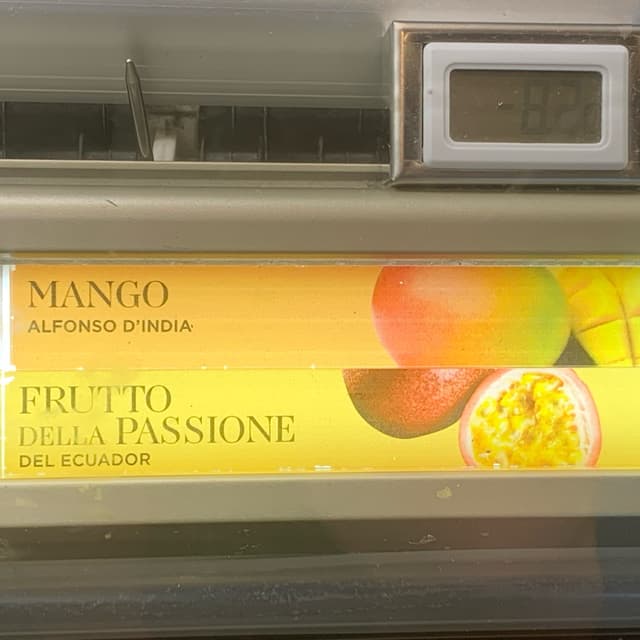 MANGO
ALFONSO D'INDIA
FRUTTO
DELLA PASSIONE
DEL ECUADOR